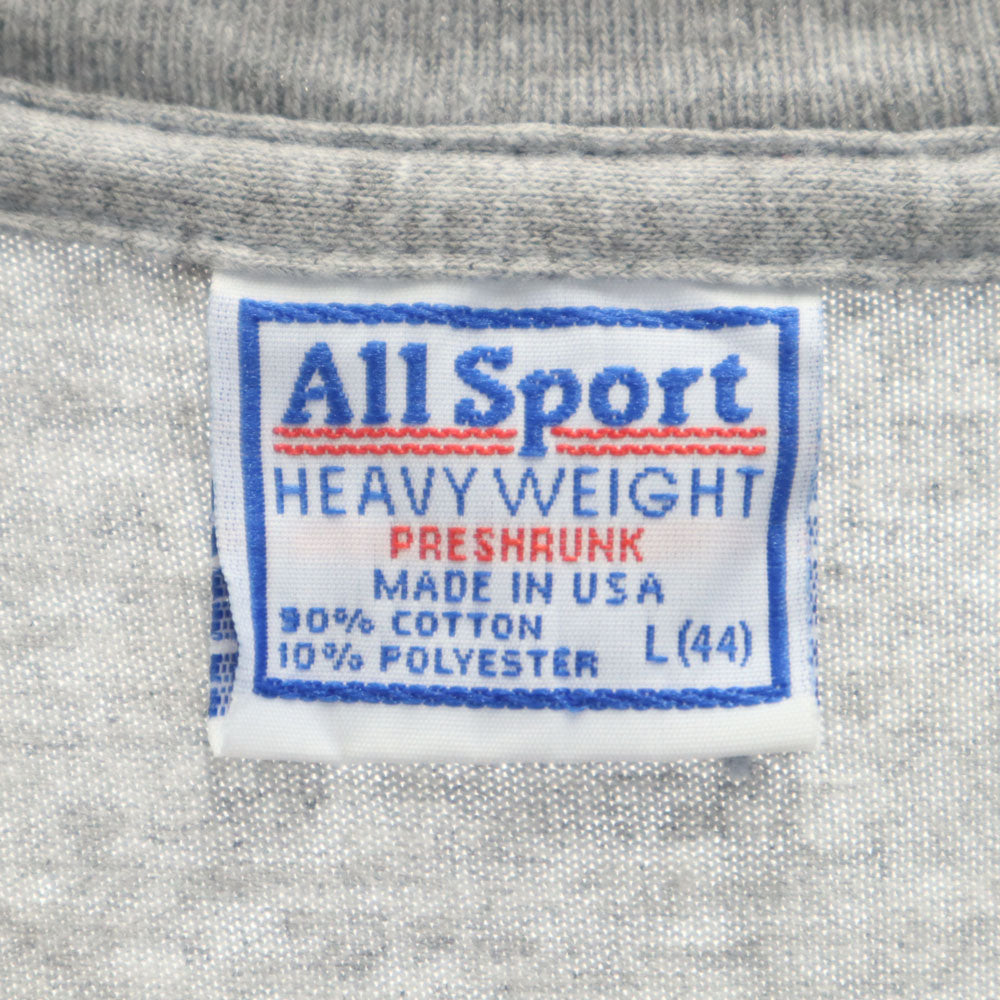 All Sport
HEAVY WEIGHT
PRESHRUNK
MADE IN USA
90% COTTON
10% POLYESTER
L (44)